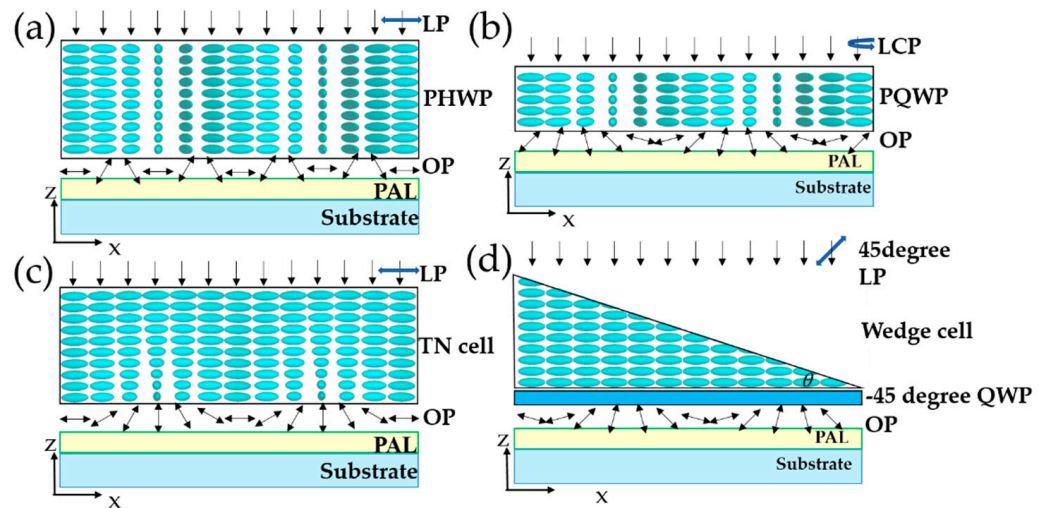 (a)
LP
PHWP
OP
PAL
Substrate
Z
X
(b)
LCP
PQWP
OP
PAL
Substrate
Z
X
(c)
LP
TN cell
OP
PAL
Substrate
Z
X
(d)
45degree
LP
Wedge cell
θ
-45 degree QWP
OP
PAL
Substrate
X